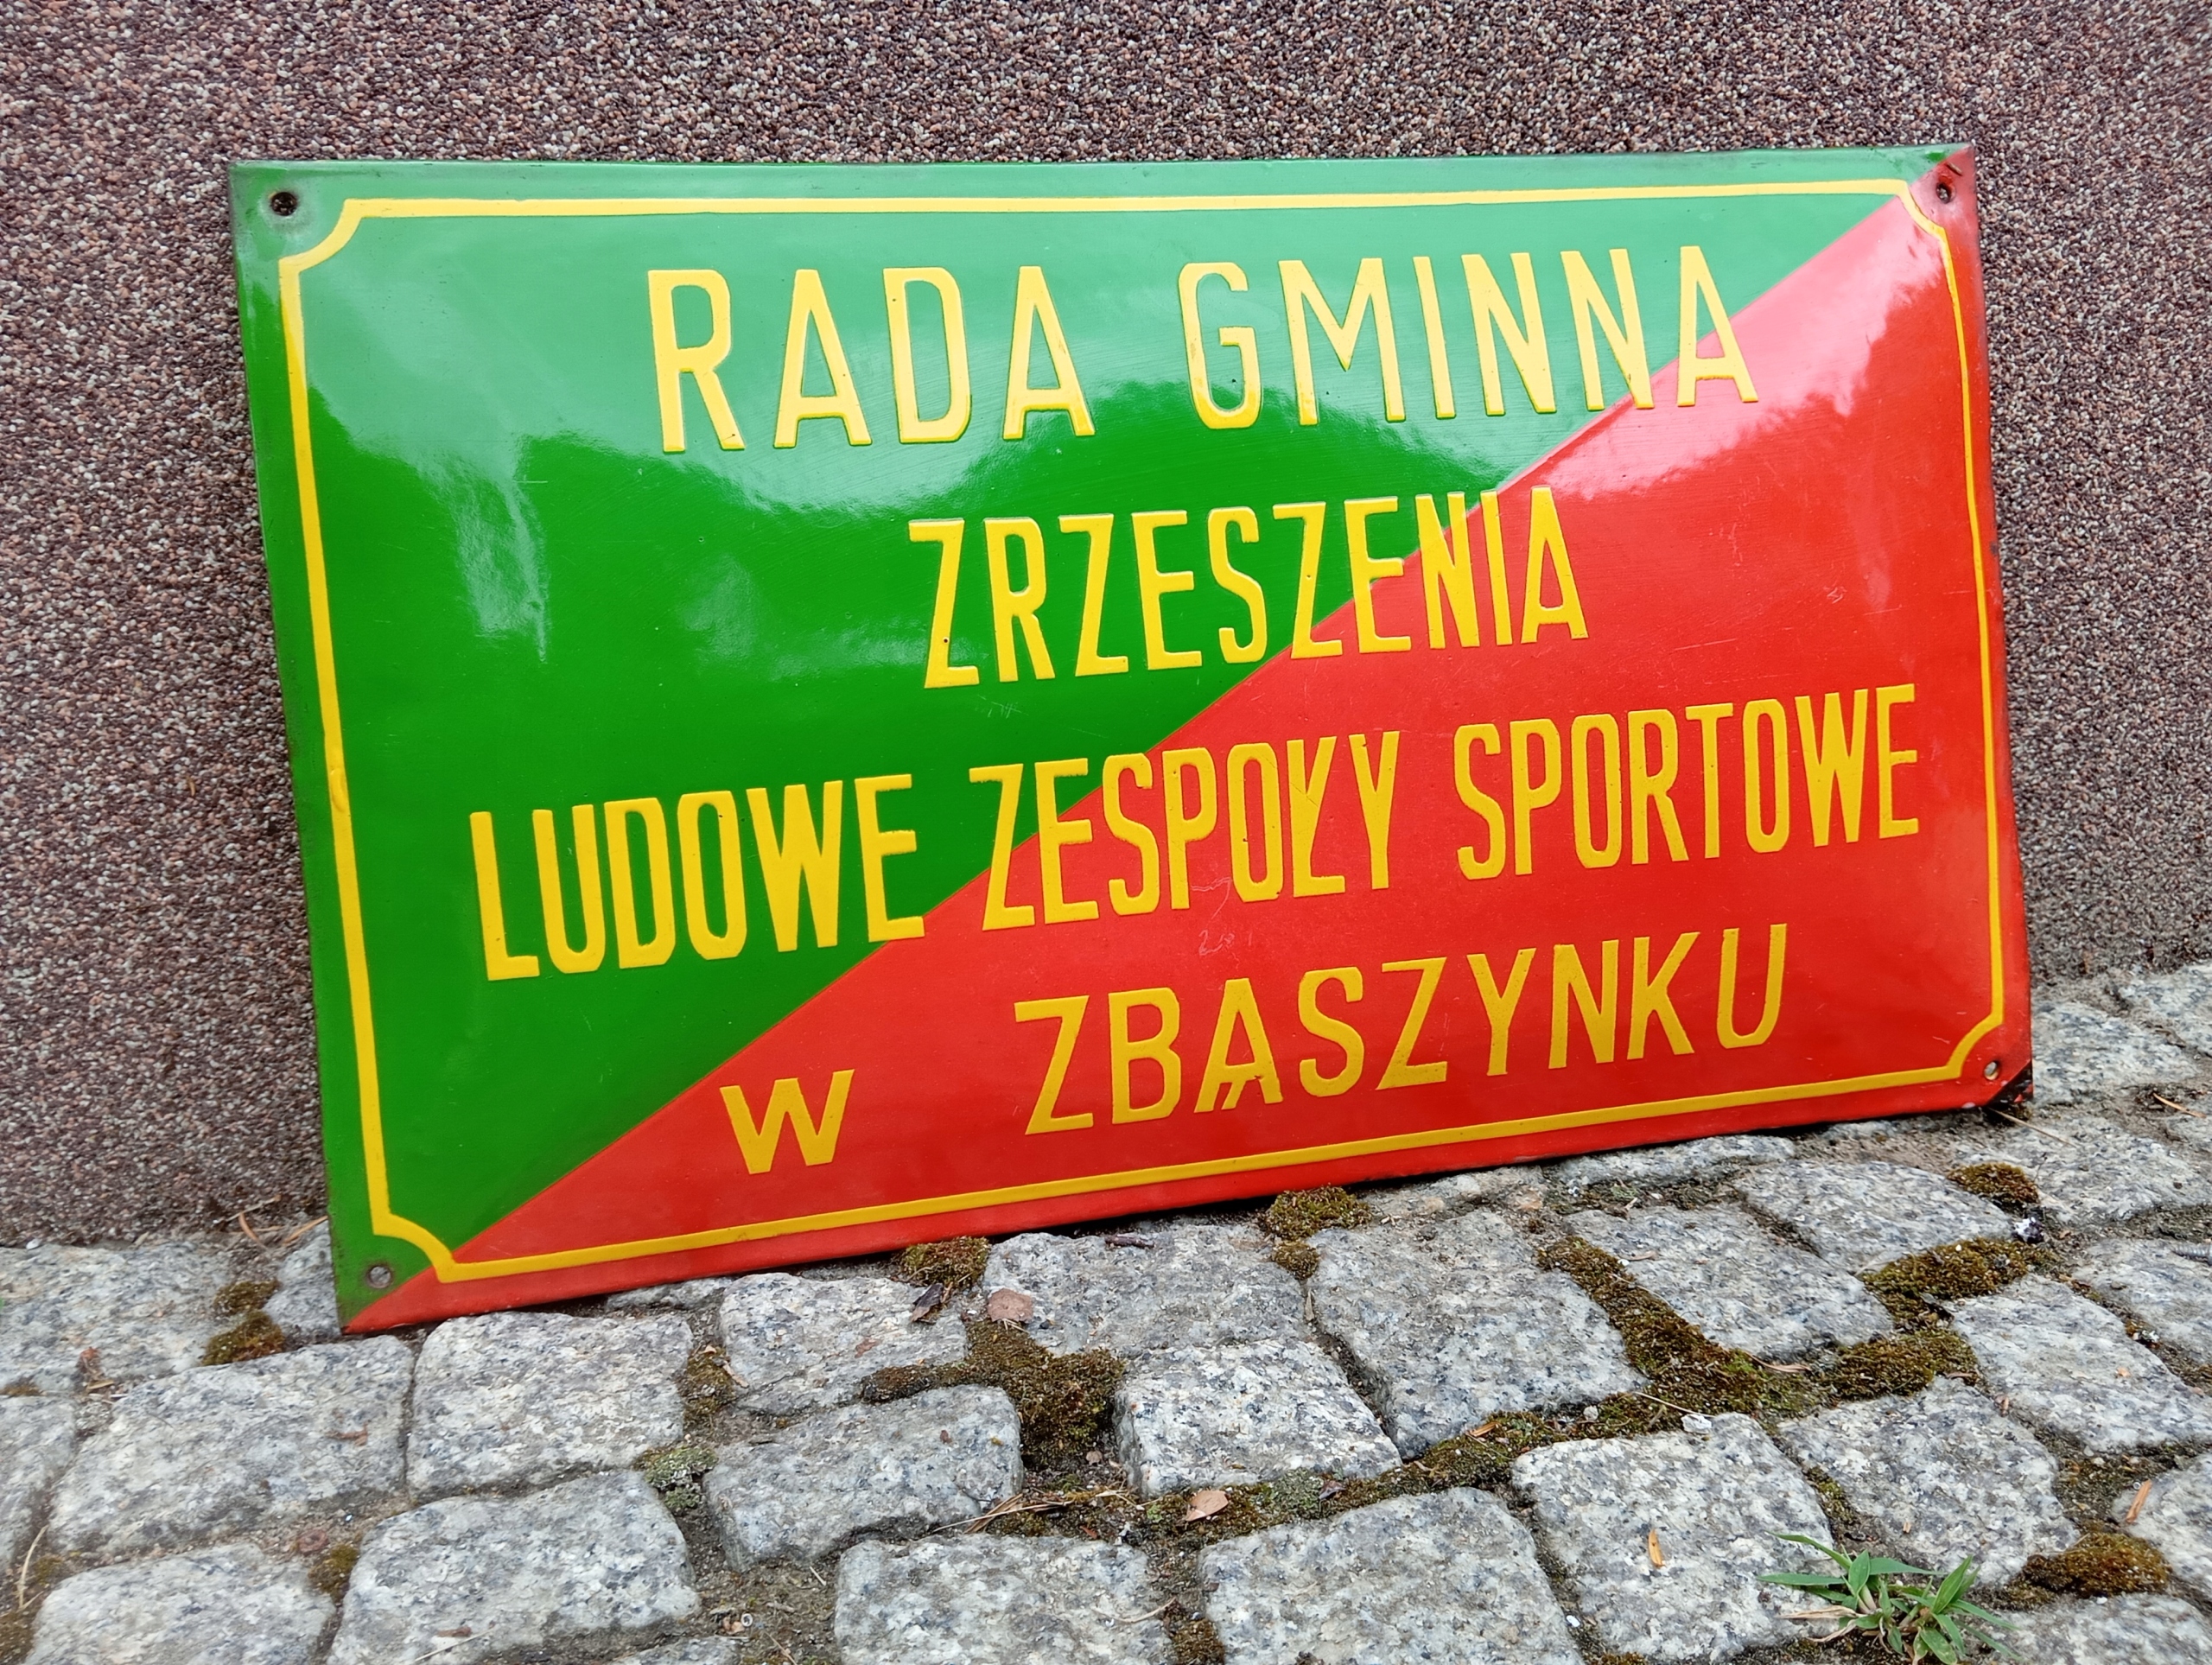 RADA GMINNA
ZRZESZENIA
LUDOWE ZESPOŁY SPORTOWE
W ZBĄSZYNKU